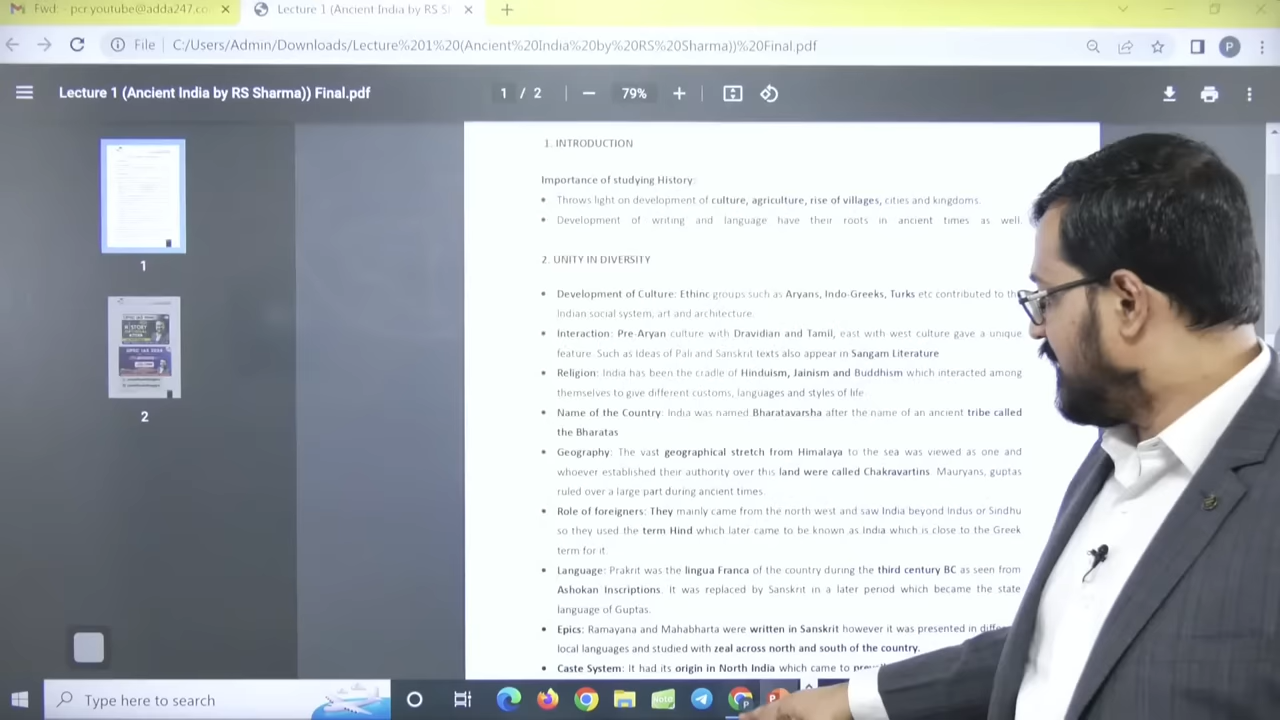 Fwd: - pcr.youtube@adda247.co
Lecture 1 (Ancient India by RS S
File
C:/Users/Admin/Downloads/Lecture%201%20(Ancient%20India%20by%20RS%20Sharma))%20Final.pdf
P
Lecture 1 (Ancient India by RS Sharma)) Final.pdf
1 / 2
79%
1
2
1. INTRODUCTION
Importance of studying History:
• Throws light on development of culture, agriculture, rise of villages, cities and kingdoms.
• Development of writing and language have their roots in ancient times as well.
2. UNITY IN DIVERSITY
• Development of Culture: Ethinc groups such as Aryans, Indo-Greeks, Turks etc contributed to the
Indian social system, art and architecture.
• Interaction: Pre-Aryan culture with Dravidian and Tamil, east with west culture gave a unique
feature. Such as Ideas of Pali and Sanskrit texts also appear in Sangam Literature
• Religion: India has been the cradle of Hinduism, Jainism and Buddhism which interacted among
themselves to give different customs, languages and styles of life.
• Name of the Country: India was named Bharatavarsha after the name of an ancient tribe called
the Bharatas
• Geography: The vast geographical stretch from Himalaya to the sea was viewed as one and
whoever established their authority over this land were called Chakravartins. Mauryans, guptas
ruled over a large part during ancient times.
• Role of foreigners: They mainly came from the north west and saw India beyond Indus or Sindhu
so they used the term Hind which later came to be known as India which is close to the Greek
term for it.
• Language: Prakrit was the lingua Franca of the country during the third century BC as seen from
Ashokan Inscriptions. It was replaced by Sanskrit in a later period which became the state
language of Guptas.
• Epics: Ramayana and Mahabharta were written in Sanskrit however it was presented in
local languages and studied with zeal across north and south of the country.
• Caste System: It had its origin in North India which came to
Type here to search